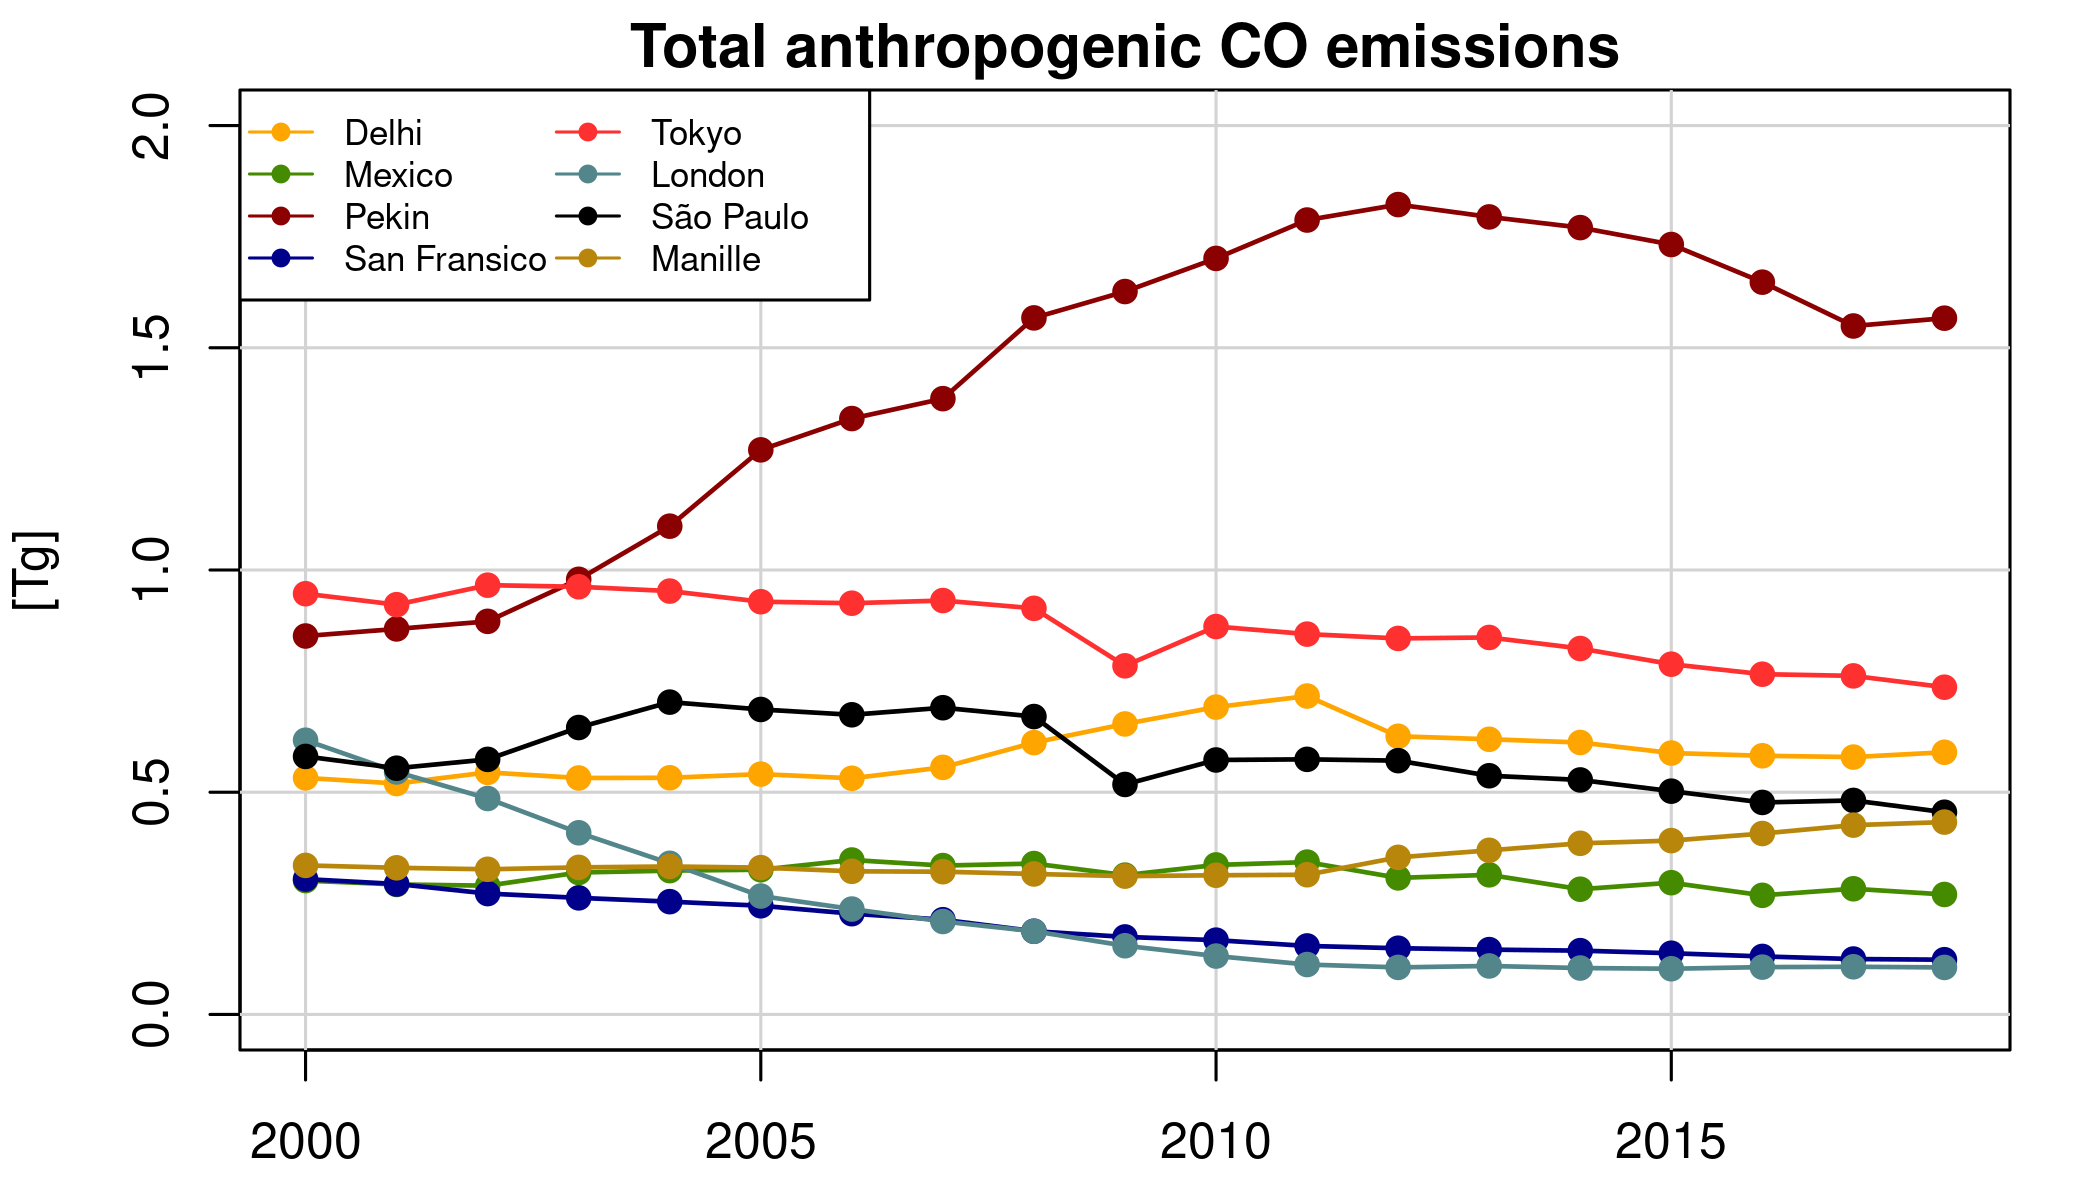 Total anthropogenic CO emissions
Delhi
Mexico
Pekin
San Fransico
Tokyo
London
São Paulo
Manille
[Tg]
2.0
1.5
1.0
0.5
0.0
2000 2005 2010 2015